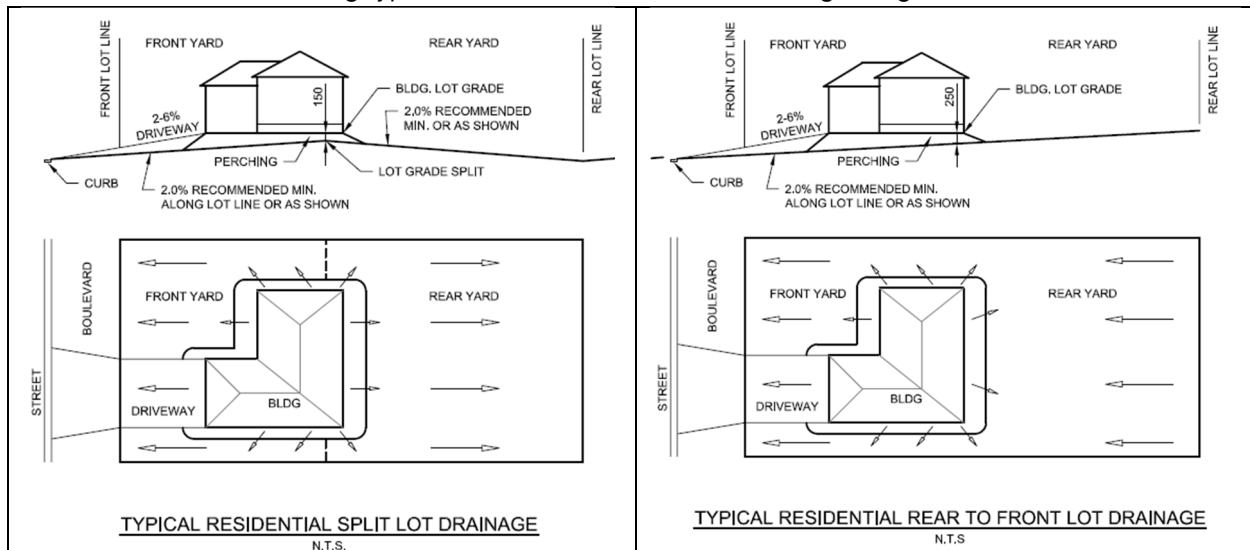 FRONT LOT LINE
FRONT YARD
REAR YARD
REAR LOT LINE
150
BLDG. LOT GRADE
2,0% RECOMMENDED
MIN. OR AS SHOWN
2-6%
DRIVEWAY
PERCHING
LOT GRADE SPLIT
CURB
2.0% RECOMMENDED MIN.
ALONG LOT LINE OR AS SHOWN
STREET
BOULEVARD
FRONT YARD
REAR YARD
DRIVEWAY
BLDG
TYPICAL RESIDENTIAL SPLIT LOT DRAINAGE
N.T.S.
FRONT LOT LINE
FRONT YARD
REAR YARD
REAR LOT LINE
250
BLDG. LOT GRADE
2-6%
DRIVEWAY
PERCHING
CURB
2.0% RECOMMENDED MIN.
ALONG LOT LINE OR AS SHOWN
STREET
BOULEVARD
FRONT YARD
REAR YARD
DRIVEWAY
BLDG
TYPICAL RESIDENTIAL REAR TO FRONT LOT DRAINAGE
N.T.S